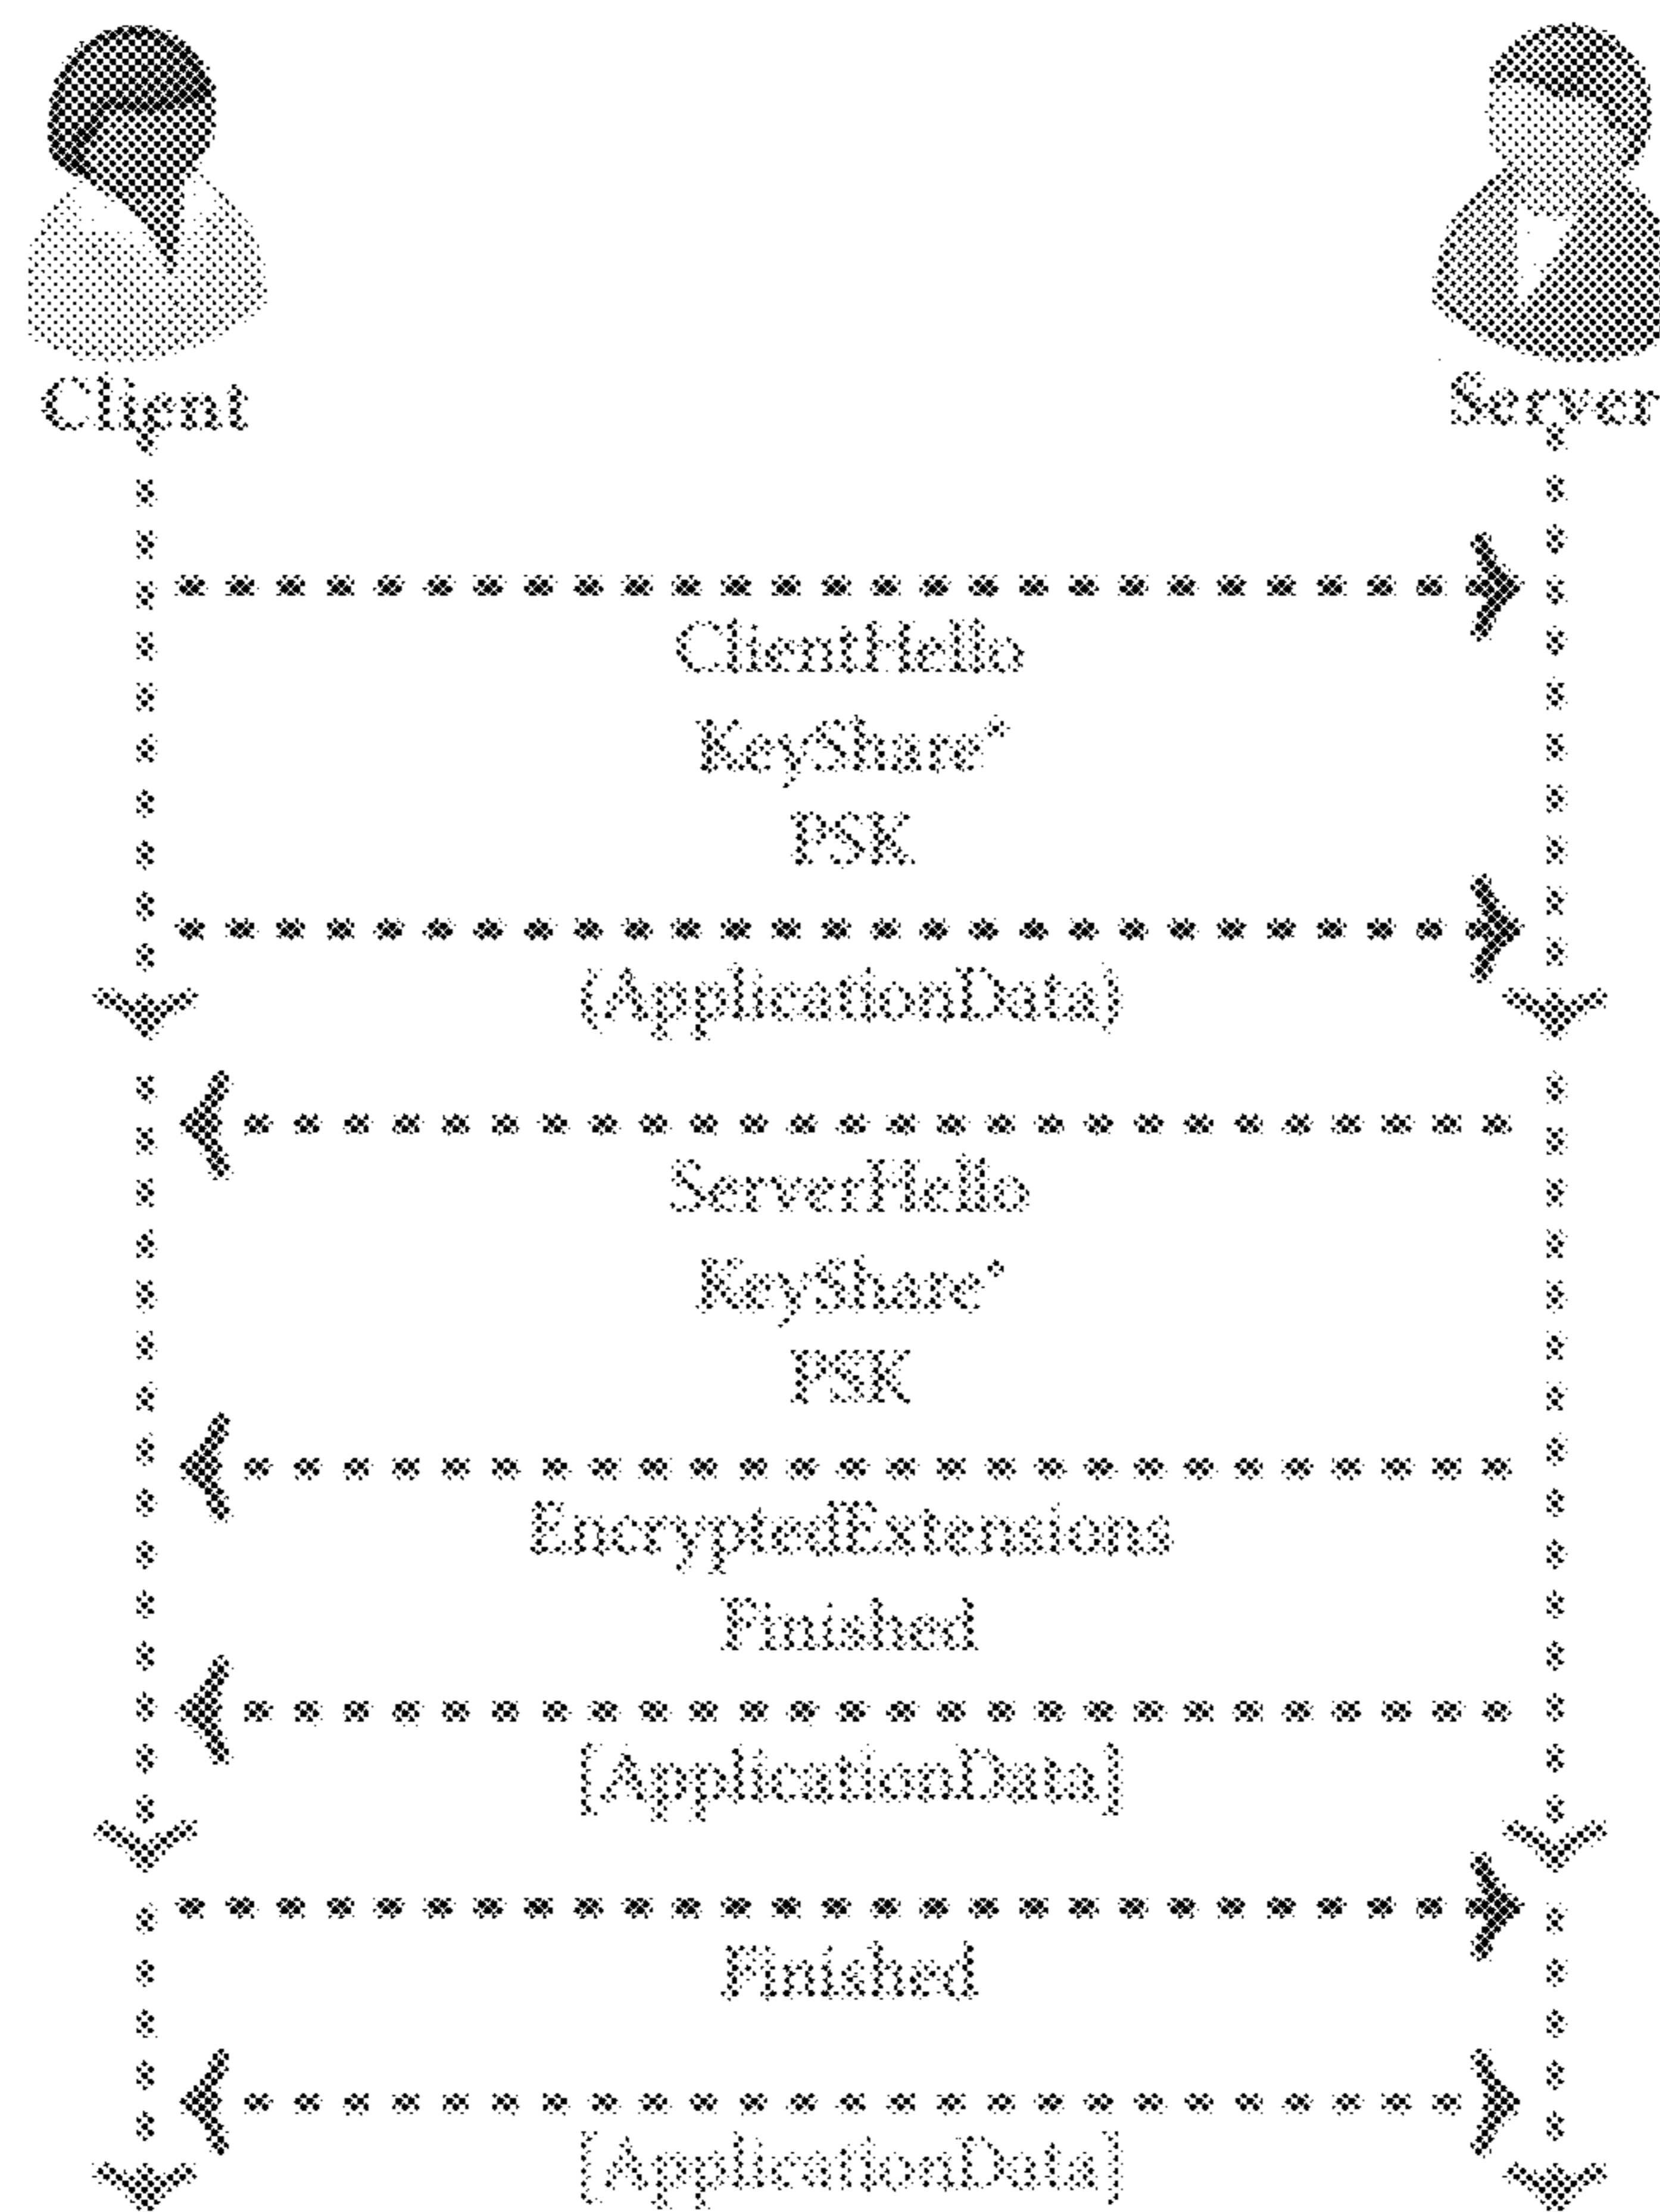 Client
Server
ClientHello
KeyShare*
PSK
(ApplicationData)
ServerHello
KeyShare*
PSK
EncryptedExtensions
Finished
[ApplicationData]
Finished
[ApplicationData]